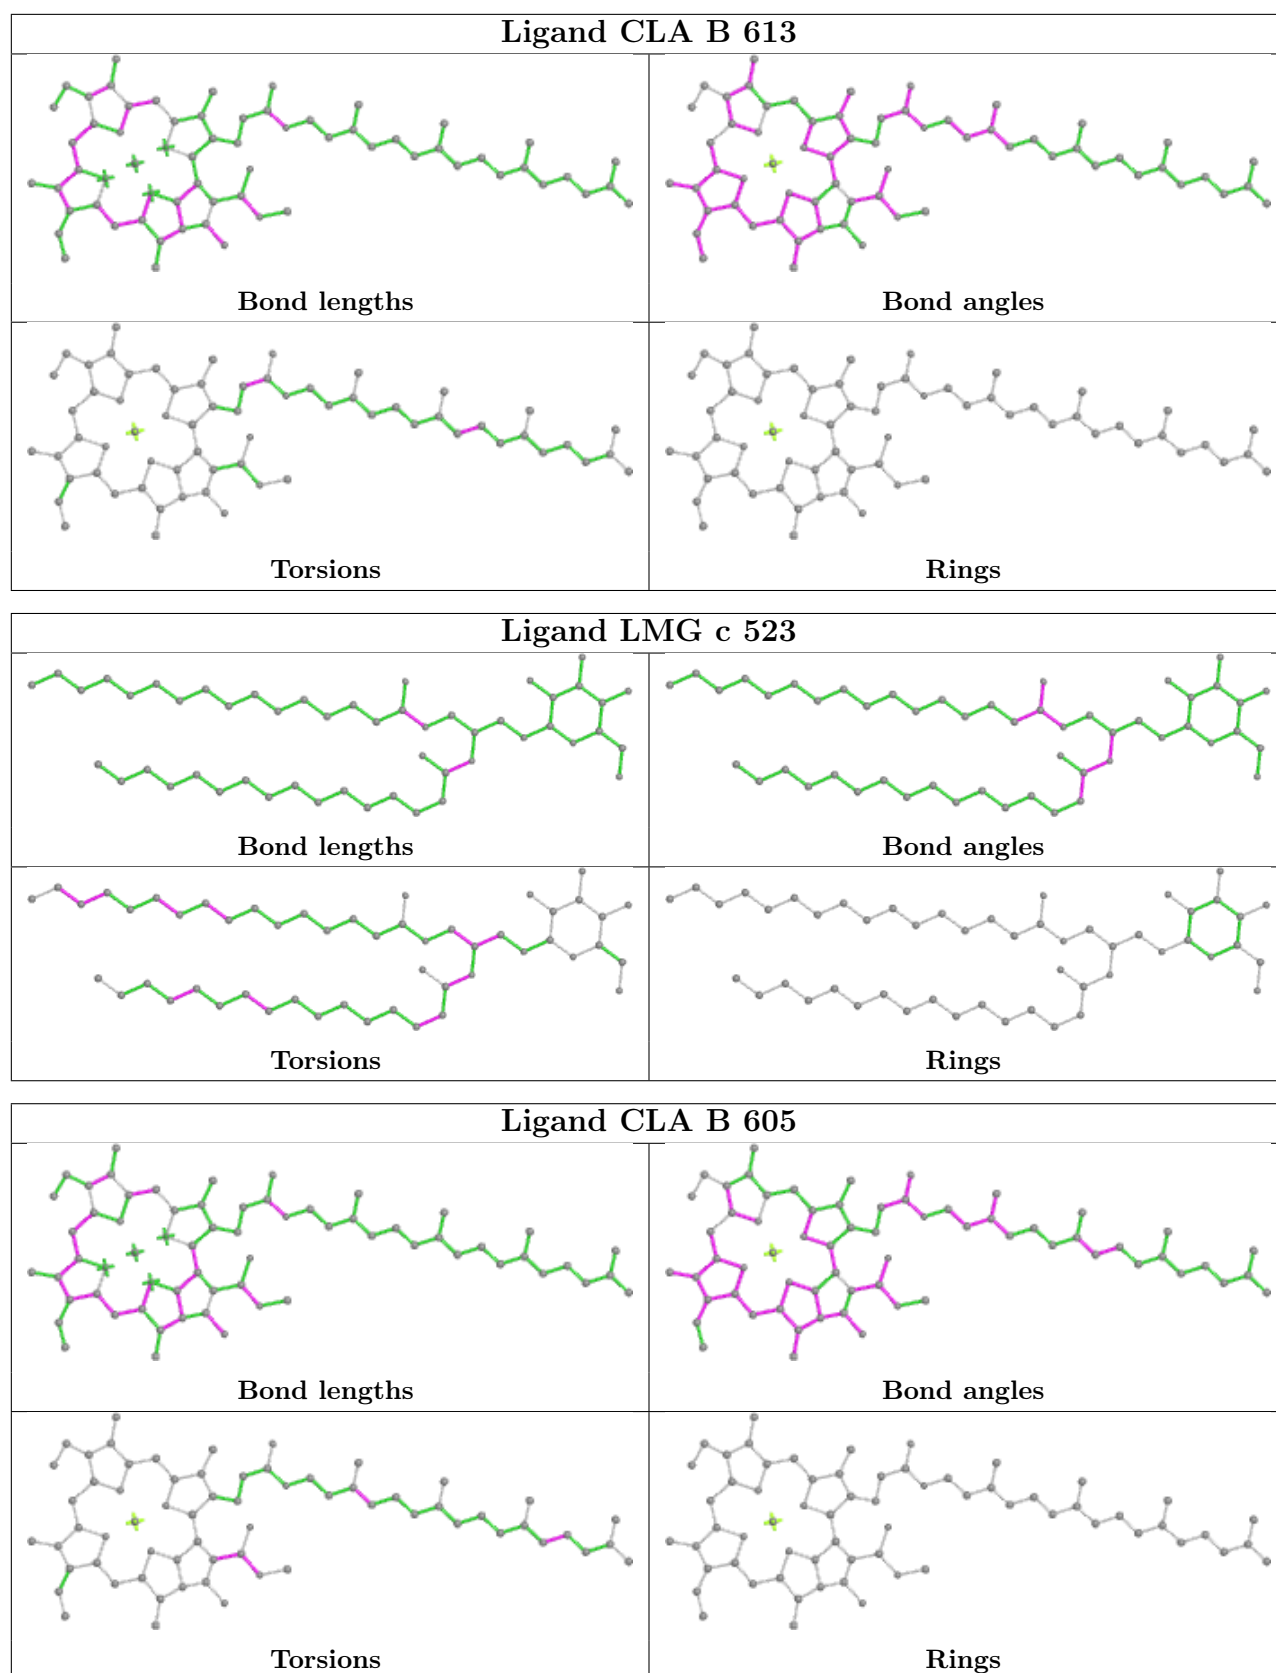 Ligand CLA B 613
Bond lengths
Bond angles
Torsions
Rings
Ligand LMG c 523
Bond lengths
Bond angles
Torsions
Rings
Ligand CLA B 605
Bond lengths
Bond angles
Torsions
Rings